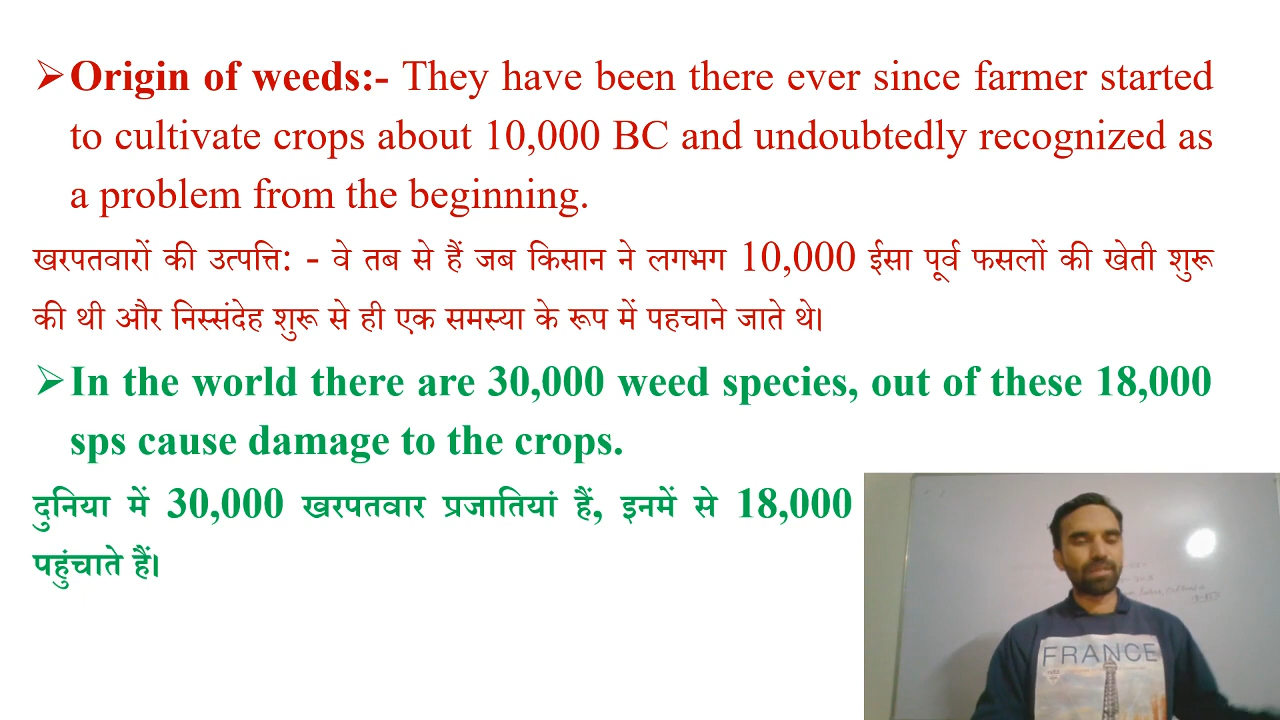 ➢Origin of weeds:- They have been there ever since farmer started
to cultivate crops about 10,000 BC and undoubtedly recognized as
a problem from the beginning.
खरपतवारों की उत्पत्ति: - वे तब से हैं जब किसान ने लगभग 10,000 ईसा पूर्व फसलों की खेती शुरू
की थी और निस्संदेह शुरू से ही एक समस्या के रूप में पहचाने जाते थे।
➢In the world there are 30,000 weed species, out of these 18,000
sps cause damage to the crops.
दुनिया में 30,000 खरपतवार प्रजातियां हैं, इनमें से 18,000
पहुंचाते हैं।
FRANCE